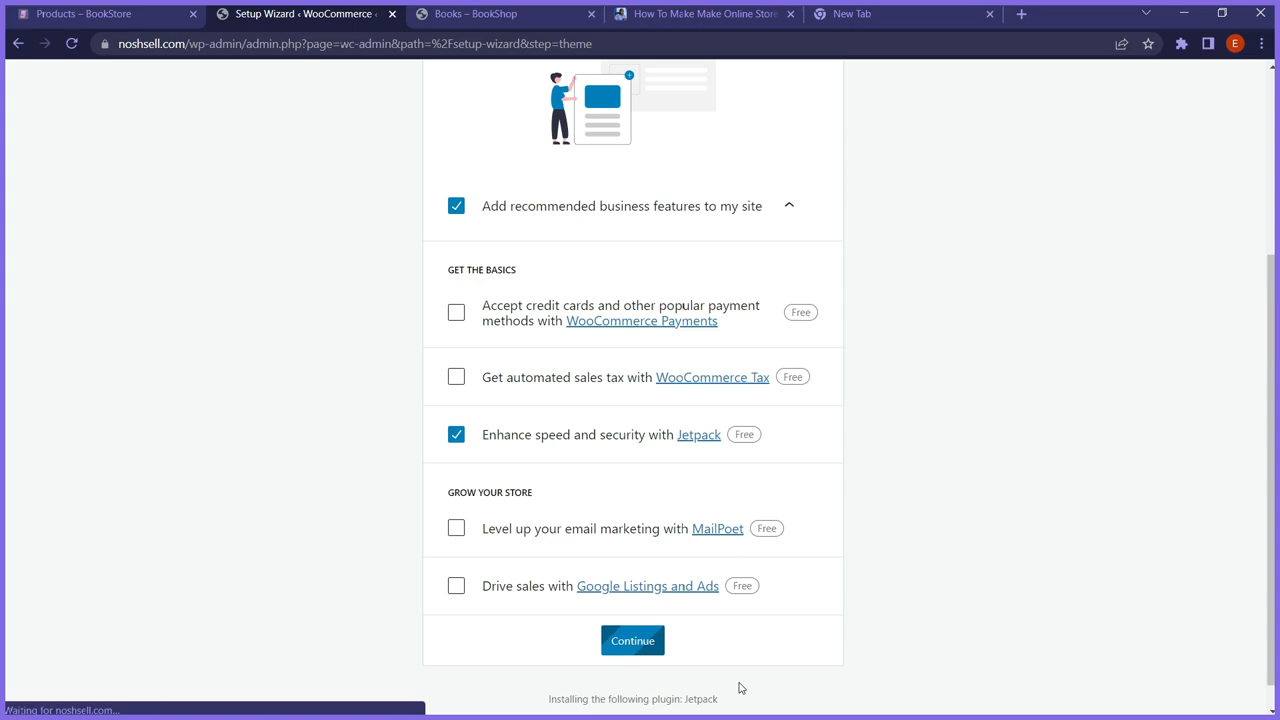 Products – BookStore
Setup Wizard ‹ WooCommerce ‹
Books – BookShop
How To Make Make Online Store
New Tab
noshsell.com/wp-admin/admin.php?page=wc-admin&path=%2Fsetup-wizard&step=theme
E
Add recommended business features to my site
GET THE BASICS
Accept credit cards and other popular payment
methods with WooCommerce Payments
Free
Get automated sales tax with WooCommerce Tax
Free
Enhance speed and security with Jetpack
Free
GROW YOUR STORE
Level up your email marketing with MailPoet
Free
Drive sales with Google Listings and Ads
Free
Continue
Installing the following plugin: Jetpack
Waiting for noshsell.com...